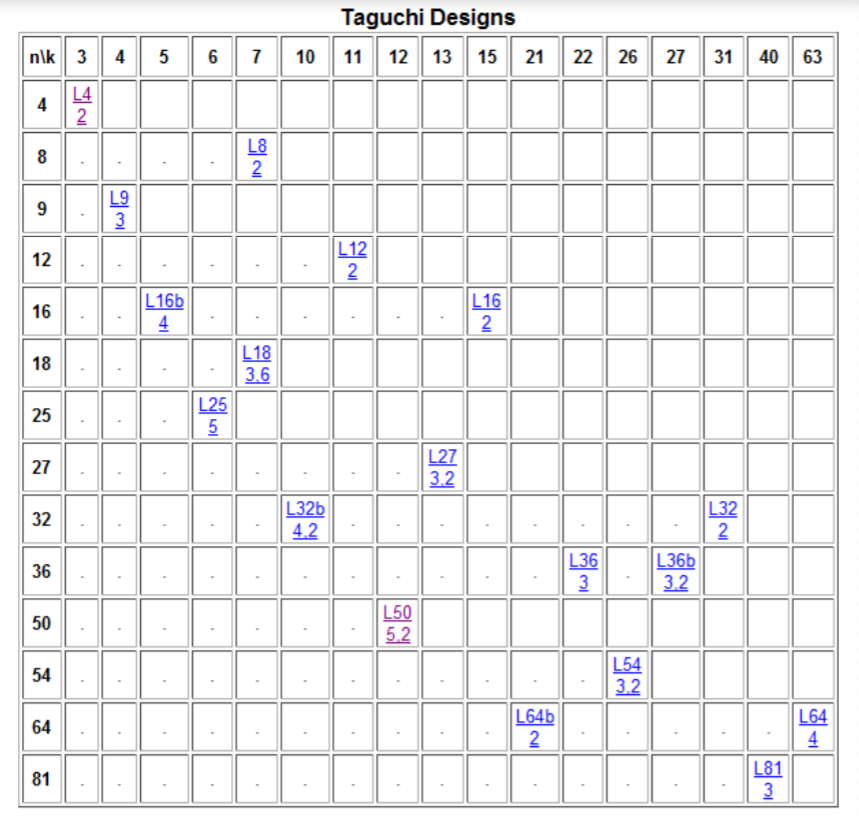 Taguchi Designs
n\k 3 4 5 6 7 10 11 12 13 15 21 22 26 27 31 40 63
4 L4 2
8 . . . . L8 2
9 . L9 3
12 . . . . . . L12 2
16 . . L16b 4 . . . . . . L16 2
18 . . . . L18 3,6
25 . . . L25 5
27 . . . . . . . . L27 3,2
32 . . . . . L32b 4,2 . . . . . . . . L32 2
36 . . . . . . . . . . . L36 3 . L36b 3,2
50 . . . . . . . L50 5,2
54 . . . . . . . . . . . . L54 3,2
64 . . . . . . . . . . L64b 2 . . . . . L64 4
81 . . . . . . . . . . . . . . . L81 3